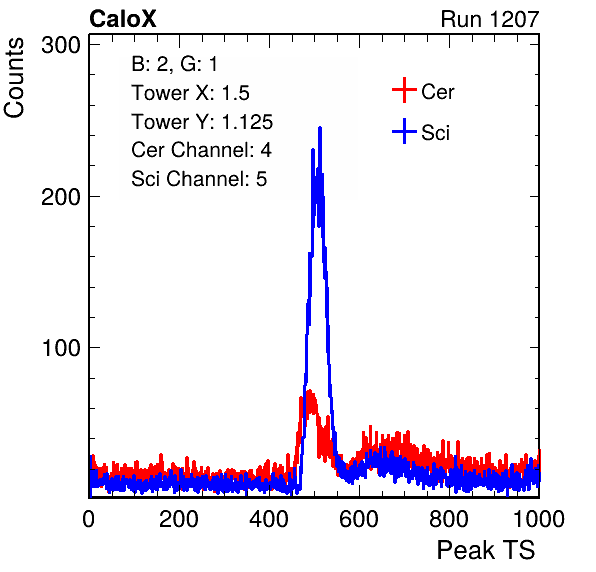 CaloX Run 1207
Counts
300
200
100
B: 2, G: 1
Tower X: 1.5
Tower Y: 1.125
Cer Channel: 4
Sci Channel: 5
Cer
Sci
0 200 400 600 800 1000
Peak TS